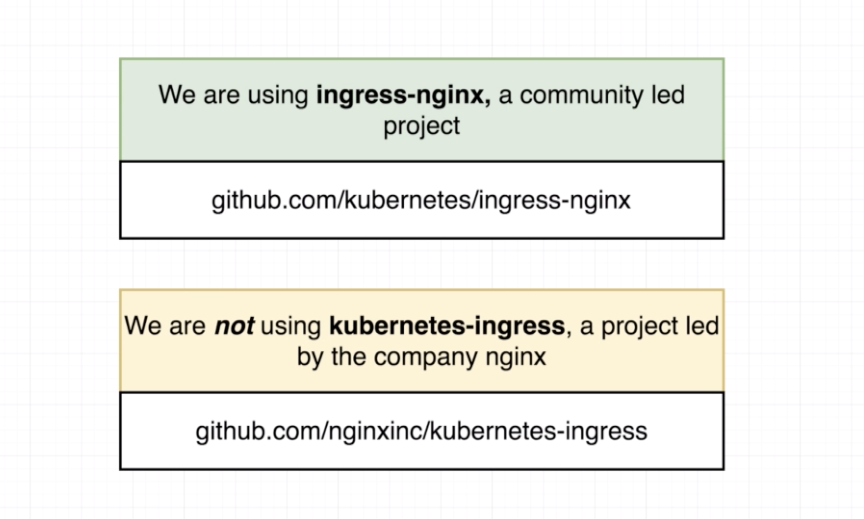 We are using ingress-nginx, a community led
project
github.com/kubernetes/ingress-nginx
We are not using kubernetes-ingress, a project led
by the company nginx
github.com/nginxinc/kubernetes-ingress